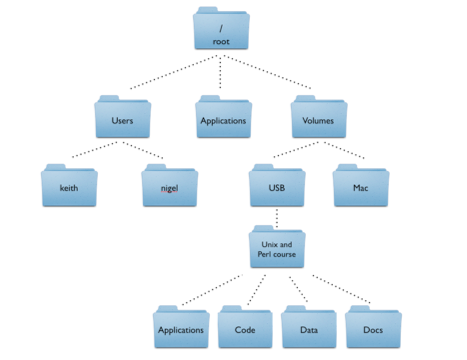 /
root
Users
Applications
Volumes
keith
nigel
USB
Mac
Unix and
Perl course
Applications
Code
Data
Docs